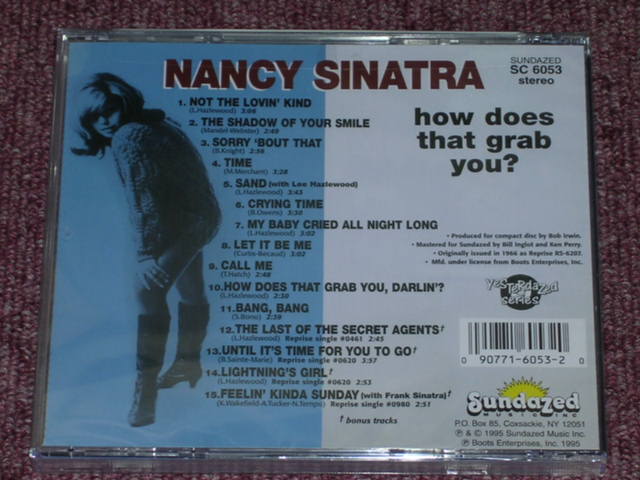 NANCY SINATRA
SUNDAZED
SC 6053
stereo
how does
that grab
you?
1. NOT THE LOVIN' KIND
(L.Hazlewood) 3:06
2. THE SHADOW OF YOUR SMILE
(Mandel-Webster) 2:49
3. SORRY 'BOUT THAT
(B.Knight) 2:56
4. TIME
(M.Merchant) 3:28
5. SAND (with Lee Hazlewood)
(L.Hazlewood) 3:43
6. CRYING TIME
(B.Owens) 3:30
7. MY BABY CRIED ALL NIGHT LONG
(L.Hazlewood) 3:02
8. LET IT BE ME
(Curtis-Becaud) 3:02
9. CALL ME
(T.Hatch) 2:48
10. HOW DOES THAT GRAB YOU, DARLIN'?
(L.Hazlewood) 2:30
11. BANG, BANG
(S.Bono) 2:39
12. THE LAST OF THE SECRET AGENTS†
(L.Hazlewood) Reprise single #0461 2:45
13. UNTIL IT'S TIME FOR YOU TO GO†
(B.Sainte-Marie) Reprise single #0620 3:57
14. LIGHTNING'S GIRL†
(L.Hazlewood) Reprise single #0620 2:53
15. FEELIN' KINDA SUNDAY (with Frank Sinatra)†
(K.Wakefield-A.Tucker-N.Tempo) Reprise single #0980 2:51
† bonus tracks
• Produced for compact disc by Bob Irwin.
• Mastered for Sundazed by Bill Inglot and Ken Perry.
• Originally issued in 1966 as Reprise RS-6207.
• Mfd. under license from Boots Enterprises, Inc.
Yesterdazed
series
0 90771-6053-2 0
Sundazed
MUSIC INC.
P.O. Box 85, Coxsackie, NY 12051
℗ & © 1995 Sundazed Music Inc.
℗ Boots Enterprises, Inc. 1995